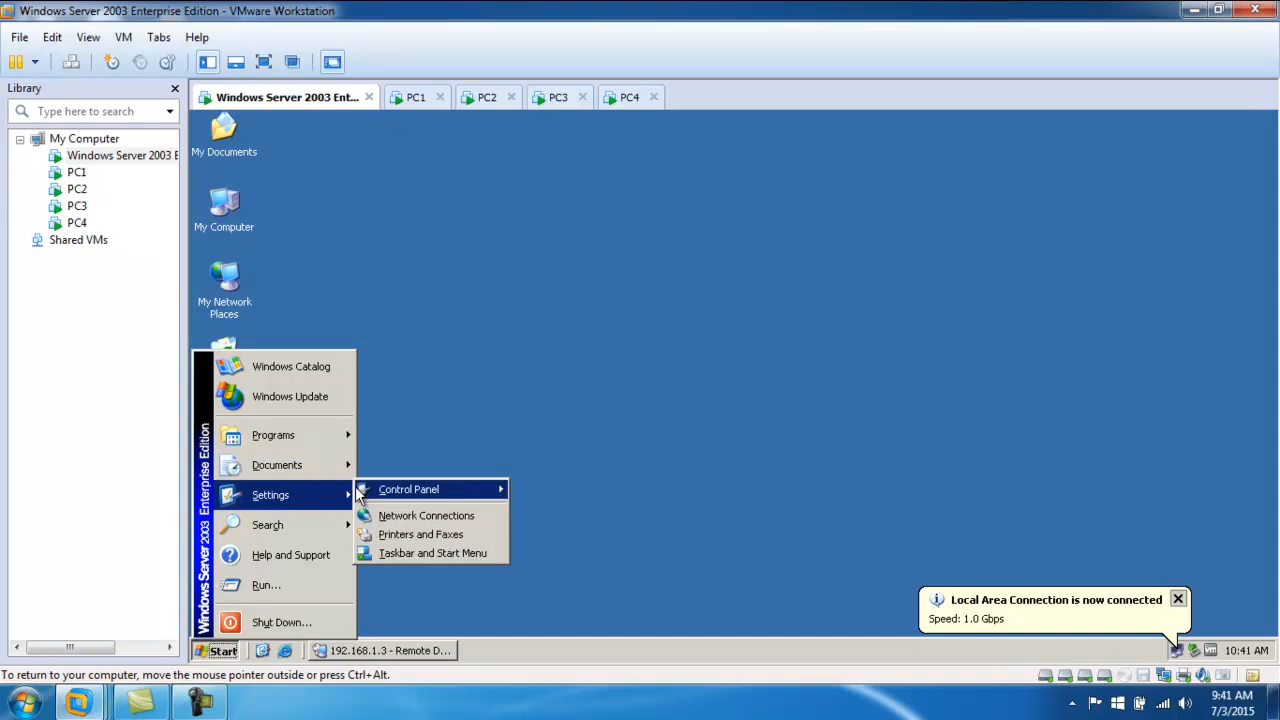 Windows Server 2003 Enterprise Edition - VMware Workstation
File Edit View VM Tabs Help
Library
Type here to search
My Computer
Windows Server 2003 E
PC1
PC2
PC3
PC4
Shared VMs
Windows Server 2003 Ent... PC1 PC2 PC3 PC4
My Documents
My Computer
My Network
Places
Windows Catalog
Windows Update
Programs
Documents
Settings
Search
Help and Support
Run...
Shut Down...
Windows Server 2003 Enterprise Edition
Control Panel
Network Connections
Printers and Faxes
Taskbar and Start Menu
Local Area Connection is now connected
Speed: 1.0 Gbps
Start 192.168.1.3 - Remote D... 10:41 AM
To return to your computer, move the mouse pointer outside or press Ctrl+Alt.
9:41 AM
7/3/2015